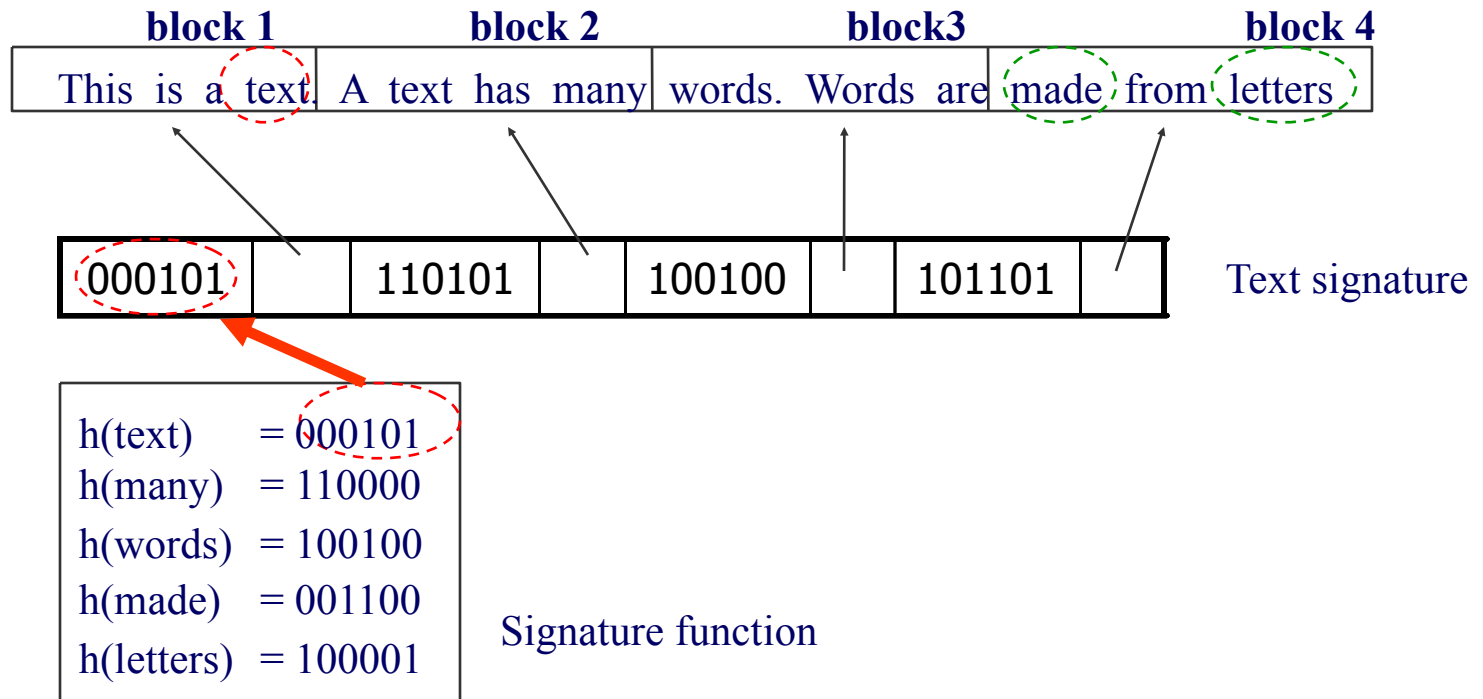 block 1 block 2 block3 block 4
This is a text. A text has many words. Words are made from letters
000101 110101 100100 101101 Text signature
h(text) = 000101
h(many) = 110000
h(words) = 100100
h(made) = 001100
h(letters) = 100001
Signature function